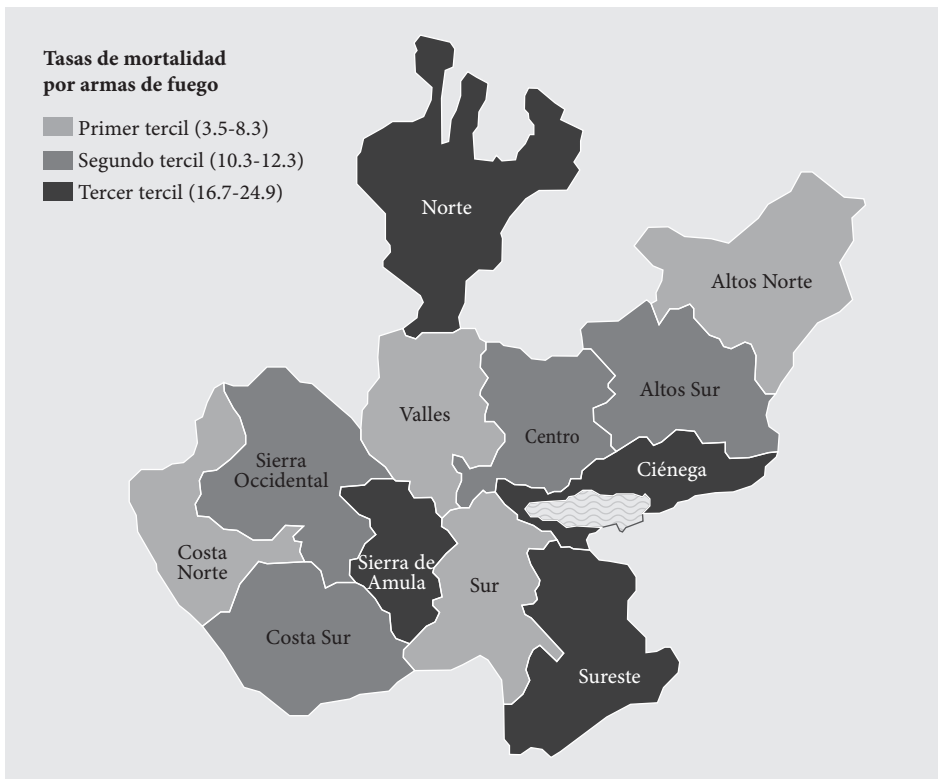 Tasas de mortalidad
por armas de fuego
Primer tercil (3.5-8.3)
Segundo tercil (10.3-12.3)
Tercer tercil (16.7-24.9)
Norte
Altos Norte
Altos Sur
Valles
Centro
Ciénega
Sierra
Occidental
Costa
Norte
Sierra de
Amula
Sur
Costa Sur
Sureste